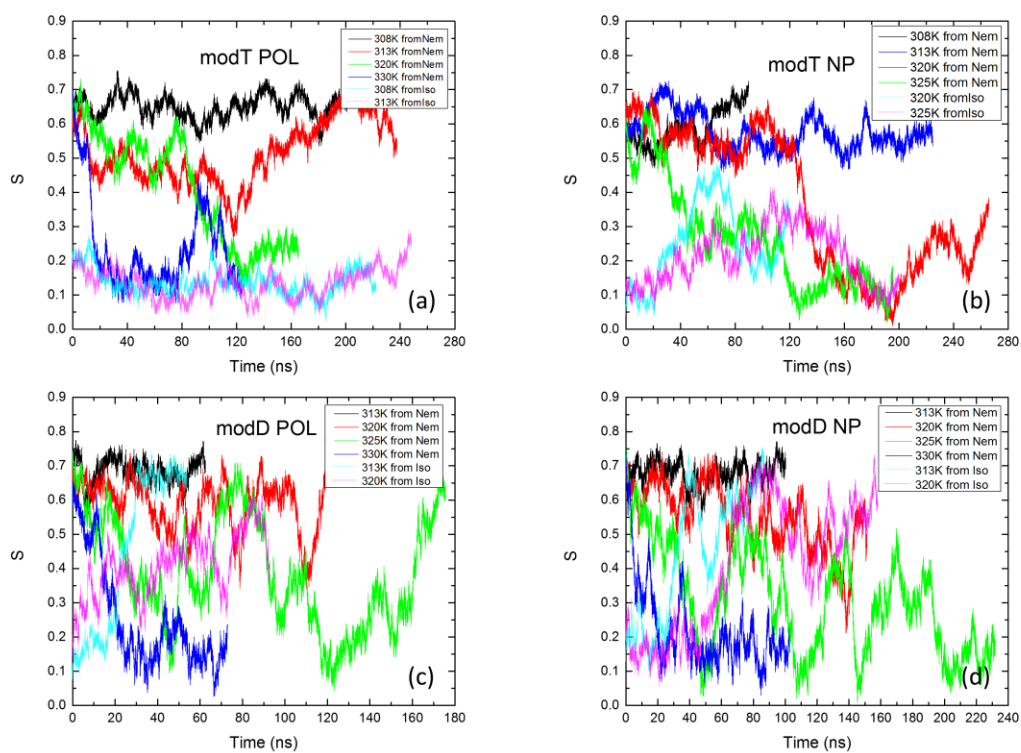 0.9
0.8
0.7
0.6
0.5
0.4
0.3
0.2
0.1
0.0
S
modT POL
308K fromNem
313K fromNem
320K fromNem
330K fromNem
308K fromIso
313K fromIso
(a)
0 40 80 120 160 200 240 280
Time (ns)
0.9
0.8
0.7
0.6
0.5
0.4
0.3
0.2
0.1
0.0
S
modT NP
308K from Nem
313K from Nem
320K from Nem
325K from Nem
320K fromIso
325K fromIso
(b)
0 40 80 120 160 200 240 280
Time (ns)
0.9
0.8
0.7
0.6
0.5
0.4
0.3
0.2
0.1
0.0
S
modD POL
313K from Nem
320K from Nem
325K from Nem
330K from Nem
313K from Iso
320K from Iso
(c)
0 20 40 60 80 100 120 140 160 180
Time (ns)
0.9
0.8
0.7
0.6
0.5
0.4
0.3
0.2
0.1
0.0
S
modD NP
313K from Nem
320K from Nem
325K from Nem
330K from Nem
313K from Iso
320K from Iso
(d)
0 20 40 60 80 100 120 140 160 180 200 220 240
Time (ns)